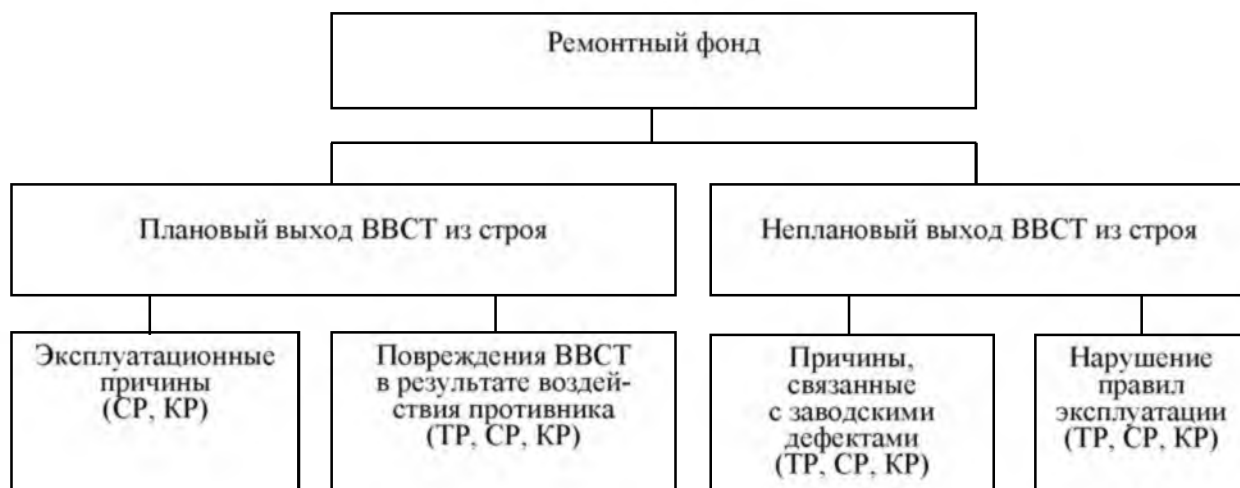 Ремонтный фонд
Плановый выход ВВСТ из строя
Неплановый выход ВВСТ из строя
Эксплуатационные
причины
(СР, КР)
Повреждения ВВСТ
в результате воздей-
ствия противника
(ТР, СР, КР)
Причины,
связанные
с заводскими
дефектами
(ТР, СР, КР)
Нарушение
правил
эксплуатации
(ТР, СР, КР)